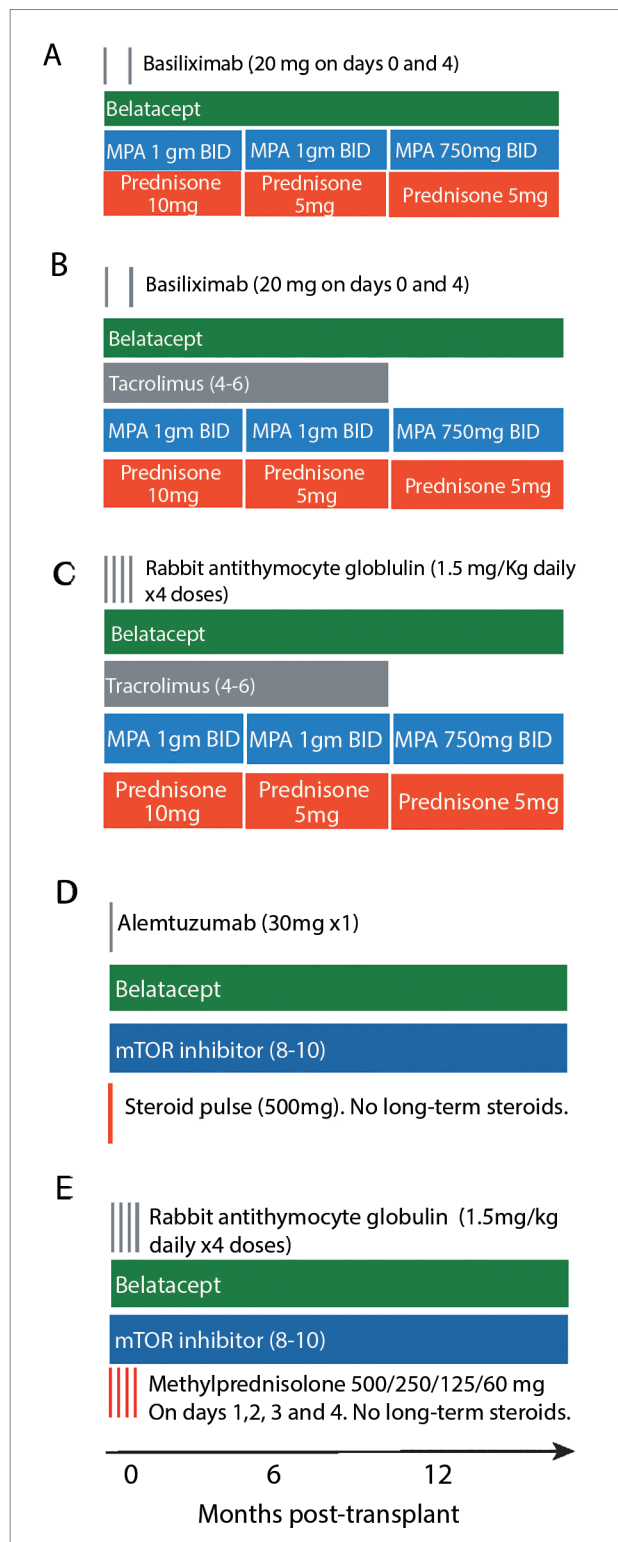 A
Basiliximab (20 mg on days 0 and 4)
Belatacept
MPA 1 gm BID
MPA 1gm BID
MPA 750mg BID
Prednisone
10mg
Prednisone
5mg
Prednisone 5mg
B
Basiliximab (20 mg on days 0 and 4)
Belatacept
Tacrolimus (4-6)
MPA 1gm BID
MPA 1gm BID
MPA 750mg BID
Prednisone
10mg
Prednisone
5mg
Prednisone 5mg
C
Rabbit antithymocyte globlulin (1.5 mg/Kg daily
x4 doses)
Belatacept
Tracrolimus (4-6)
MPA 1gm BID
MPA 1gm BID
MPA 750mg BID
Prednisone
10mg
Prednisone
5mg
Prednisone 5mg
D
Alemtuzumab (30mg x1)
Belatacept
mTOR inhibitor (8-10)
Steroid pulse (500mg). No long-term steroids.
E
Rabbit antithymocyte globulin (1.5mg/kg
daily x4 doses)
Belatacept
mTOR inhibitor (8-10)
Methylprednisolone 500/250/125/60 mg
On days 1,2, 3 and 4. No long-term steroids.
0
6
12
Months post-transplant